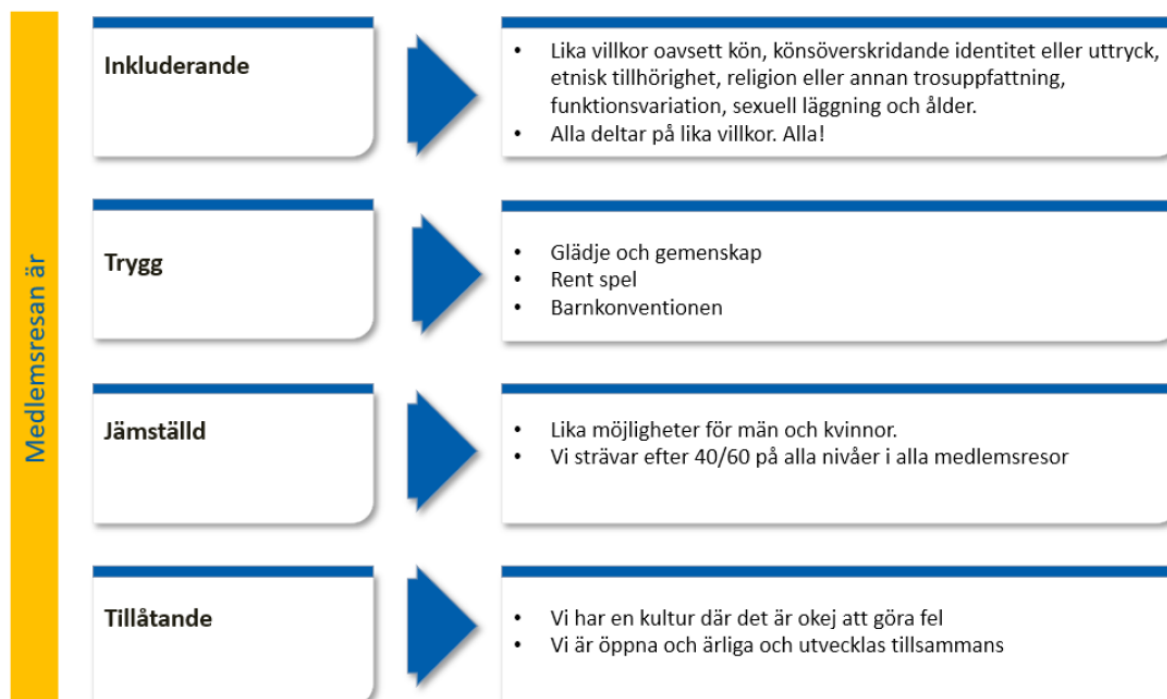 Medlemsresan är
Inkluderande
• Lika villkor oavsett kön, könsöverskridande identitet eller uttryck,
etnisk tillhörighet, religion eller annan trosuppfattning,
funktionsvariation, sexuell läggning och ålder.
• Alla deltar på lika villkor. Alla!
Trygg
• Glädje och gemenskap
• Rent spel
• Barnkonventionen
Jämställd
• Lika möjligheter för män och kvinnor.
• Vi strävar efter 40/60 på alla nivåer i alla medlemsresor
Tillåtande
• Vi har en kultur där det är okej att göra fel
• Vi är öppna och ärliga och utvecklas tillsammans